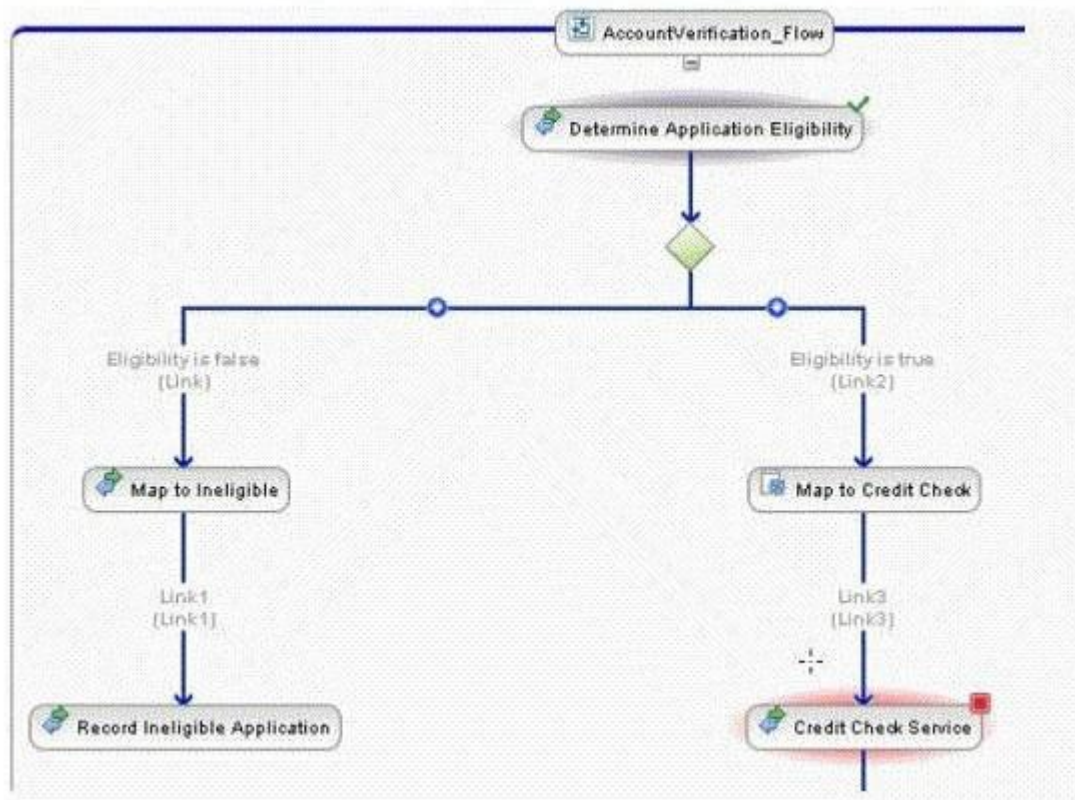 AccountVerification_Flow
Determine Application Eligibility
Eligibility is false
(Link)
Eligibility is true
(Link2)
Map to Ineligible
Map to Credit Check
Link1
(Link1)
Link3
(Link3)
Record Ineligible Application
Credit Check Service